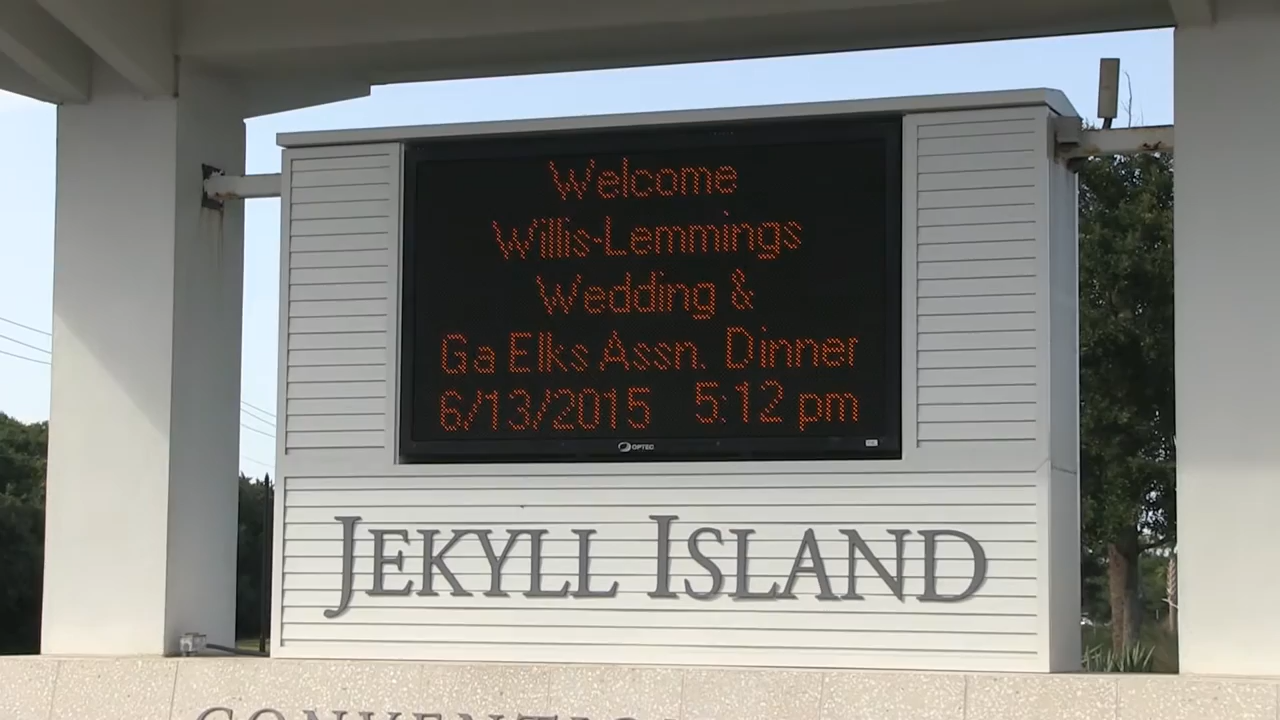 Welcome
Willis-Lemmings
Wedding &
Ga Elks Assn. Dinner
6/13/2015 5:12 pm
OPTEC
JEKYLL ISLAND